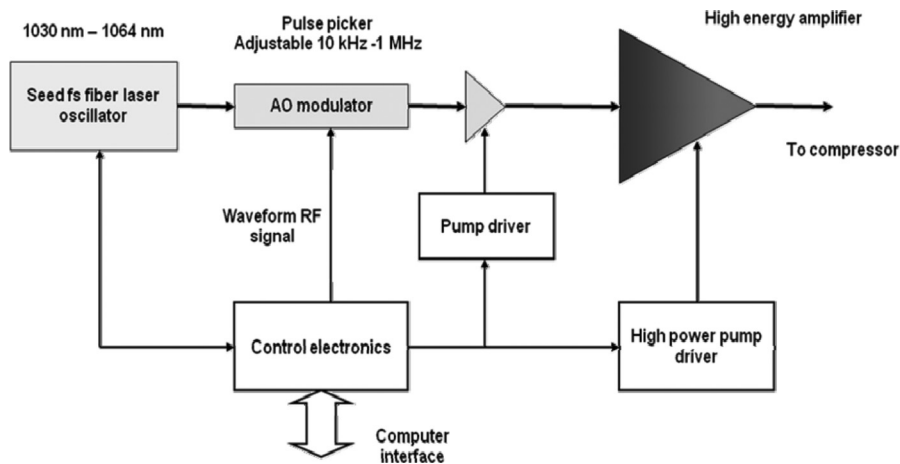 1030 nm – 1064 nm
Pulse picker
Adjustable 10 kHz -1 MHz
High energy amplifier
Seed fs fiber laser
oscillator
AO modulator
To compressor
Waveform RF
signal
Pump driver
Control electronics
High power pump
driver
Computer
interface